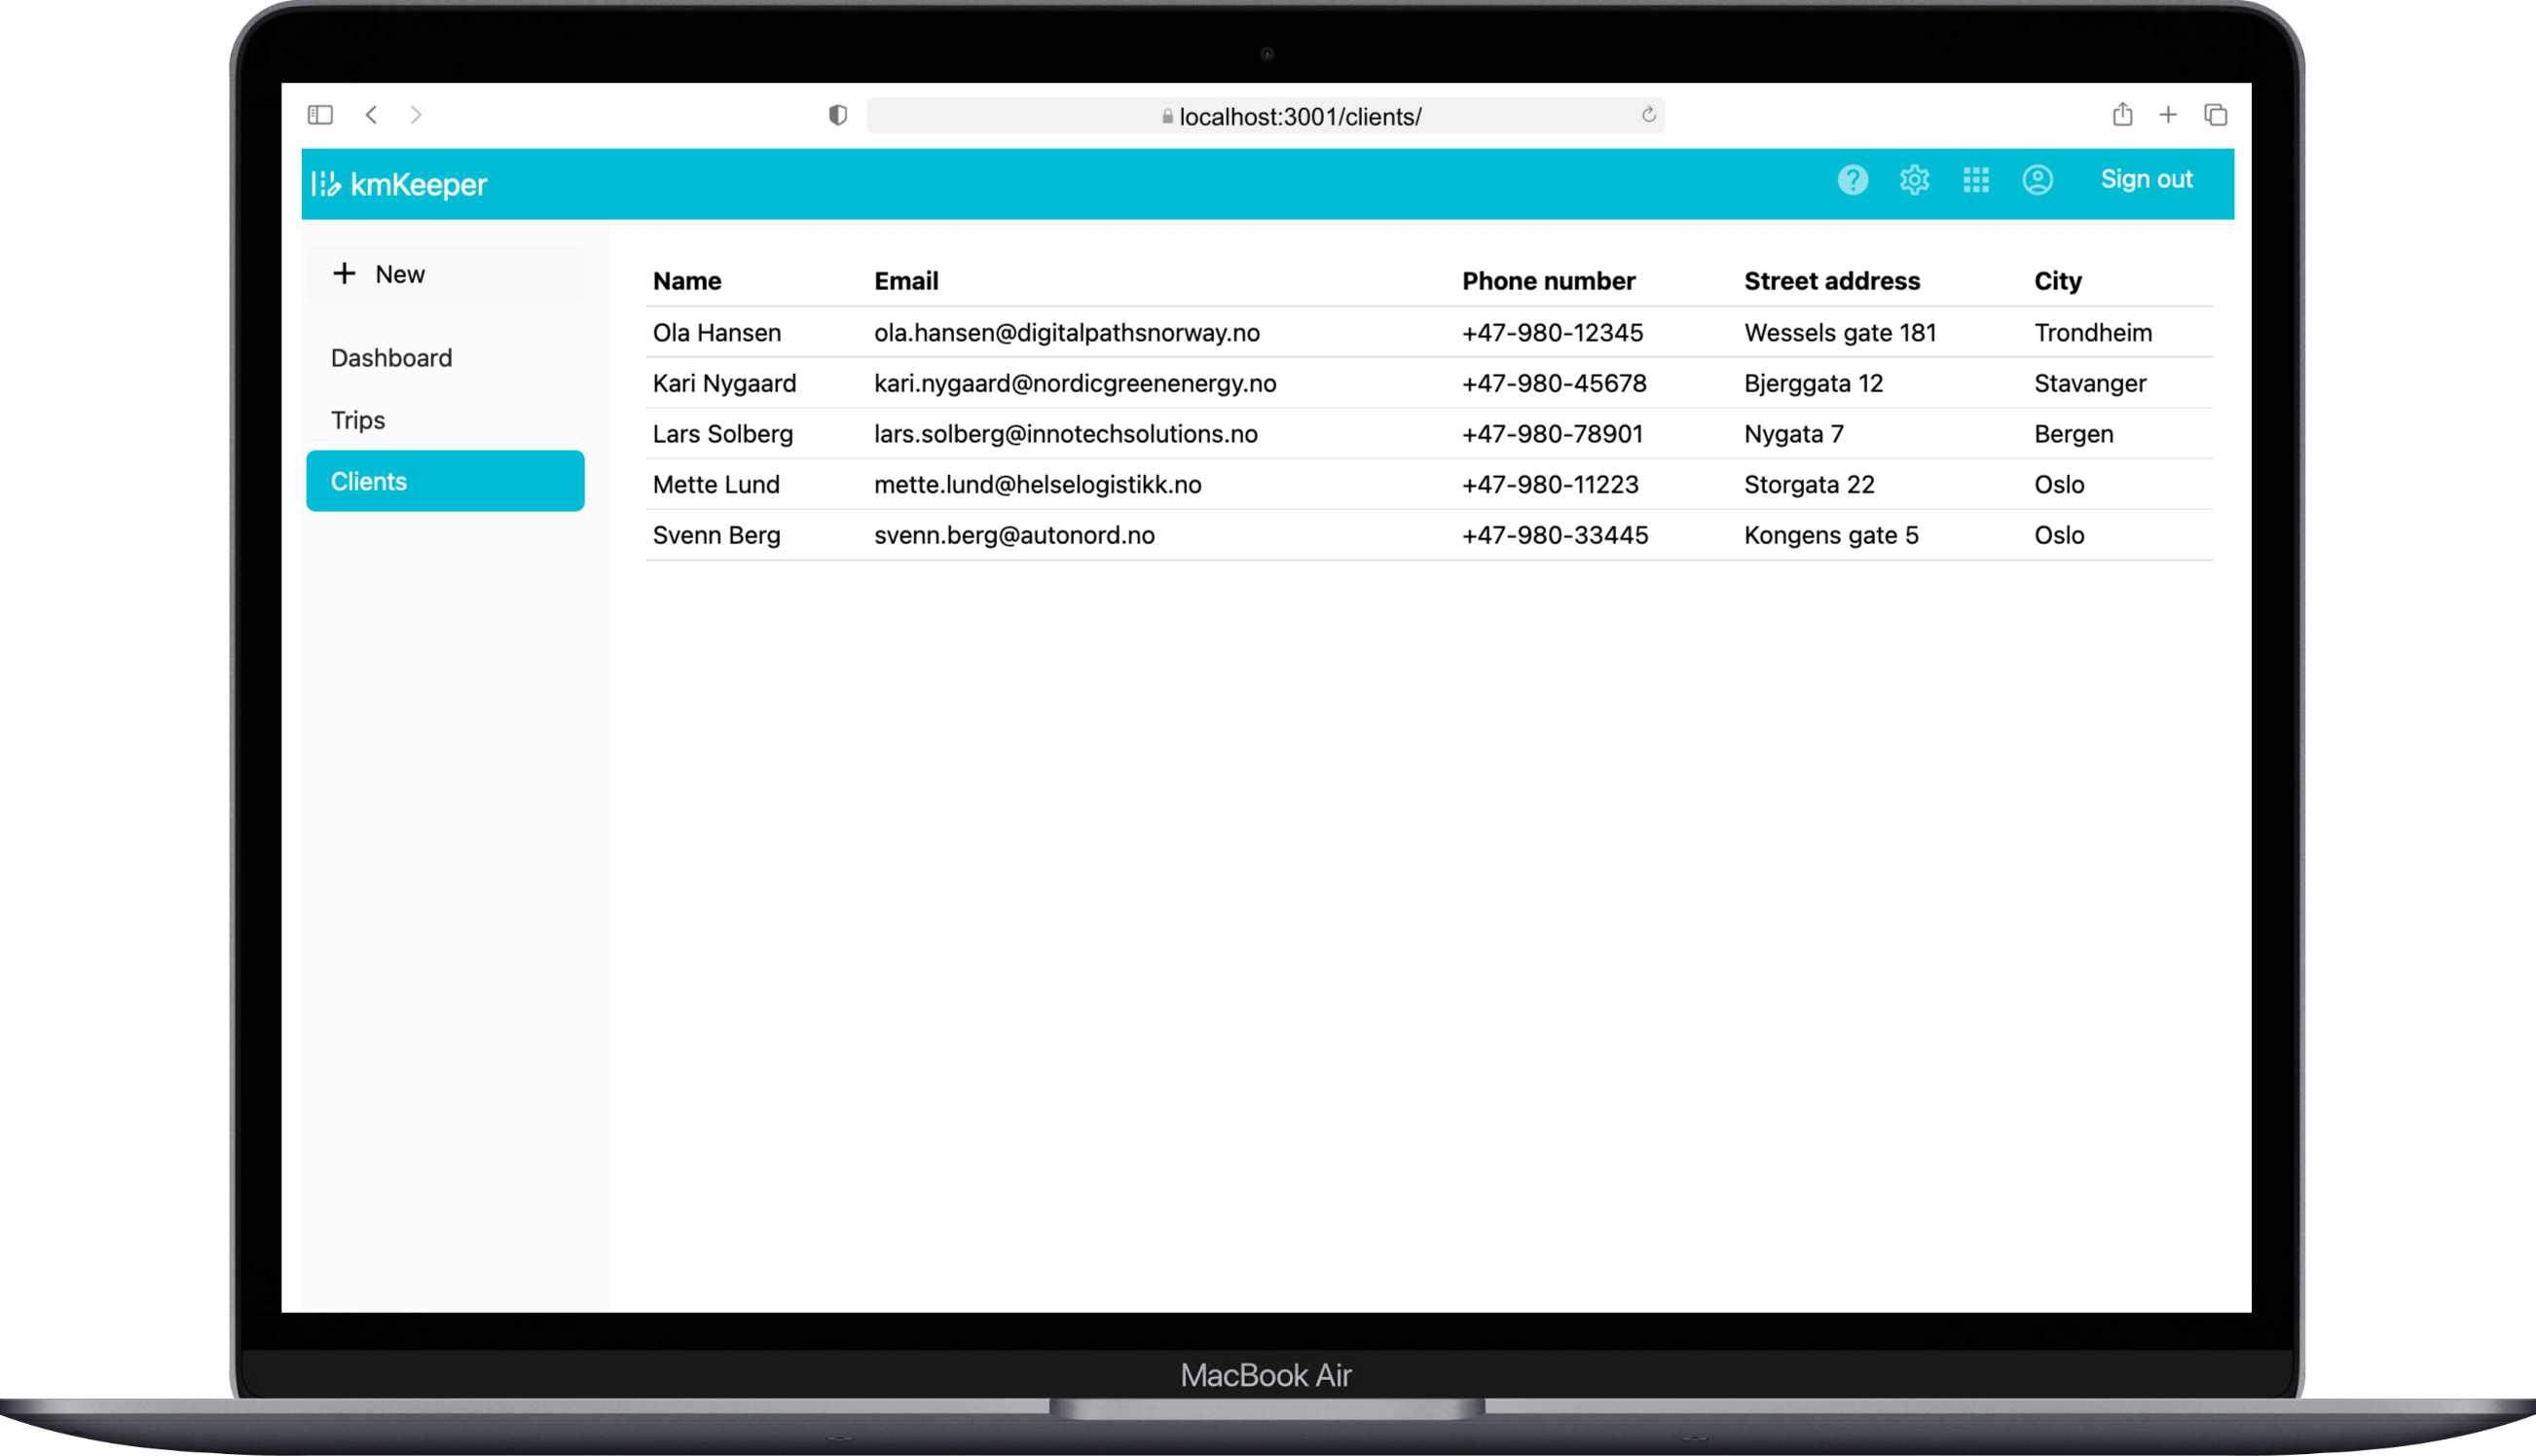 localhost:3001/clients/
kmKeeper
Sign out
New
Dashboard
Trips
Clients
Name Email Phone number Street address City
Ola Hansen ola.hansen@digitalpathsnorway.no +47-980-12345 Wessels gate 181 Trondheim
Kari Nygaard kari.nygaard@nordicgreenenergy.no +47-980-45678 Bjerggata 12 Stavanger
Lars Solberg lars.solberg@innotechsolutions.no +47-980-78901 Nygata 7 Bergen
Mette Lund mette.lund@helselogistikk.no +47-980-11223 Storgata 22 Oslo
Svenn Berg svenn.berg@autonord.no +47-980-33445 Kongens gate 5 Oslo
MacBook Air